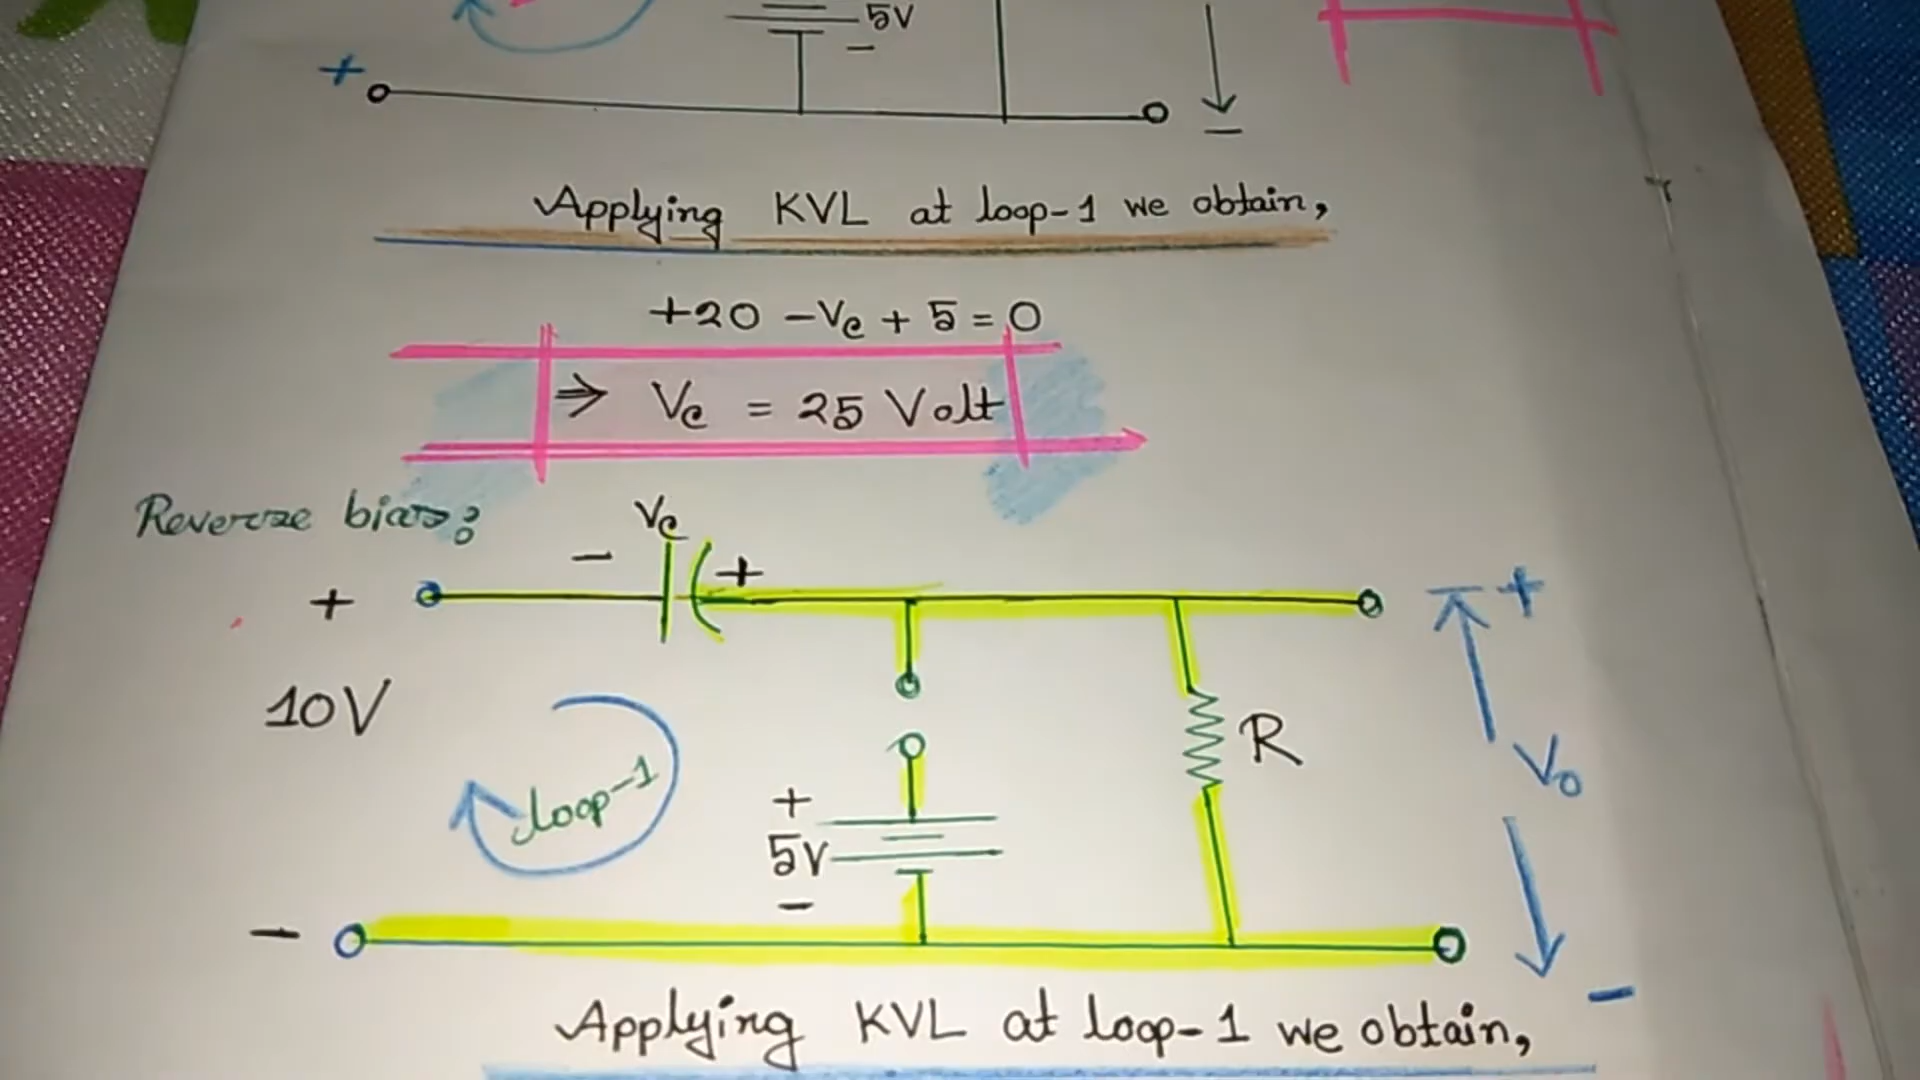 5V
−
+
−
Applying KVL at loop-1 we obtain,
+20 -Vc + 5 = 0
⇒ Vc = 25 Volt
Reverse bias:
Vc
− +
+
+
10V
loop-1
R
Vo
+
5V
−
−
−
Applying KVL at loop-1 we obtain,